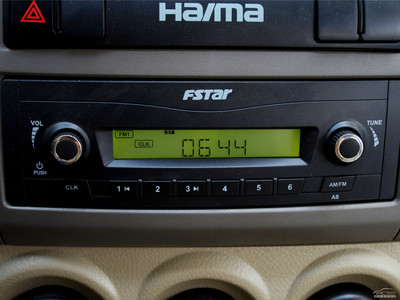 HAIMA
FSTAR
VOL
TUNE
FM1
CLK
0644
PUSH
CLK
1
2
3
4
5
6
AM/FM
AS